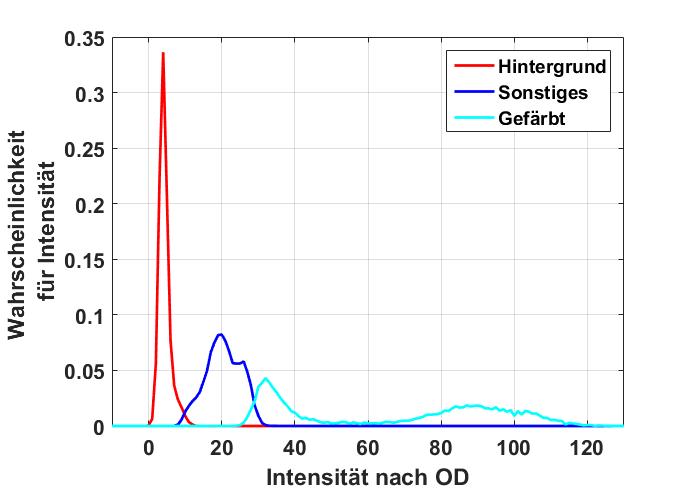 Wahrscheinlichkeit
für Intensität
0.35
0.3
0.25
0.2
0.15
0.1
0.05
0
Hintergrund
Sonstiges
Gefärbt
0 20 40 60 80 100 120
Intensität nach OD